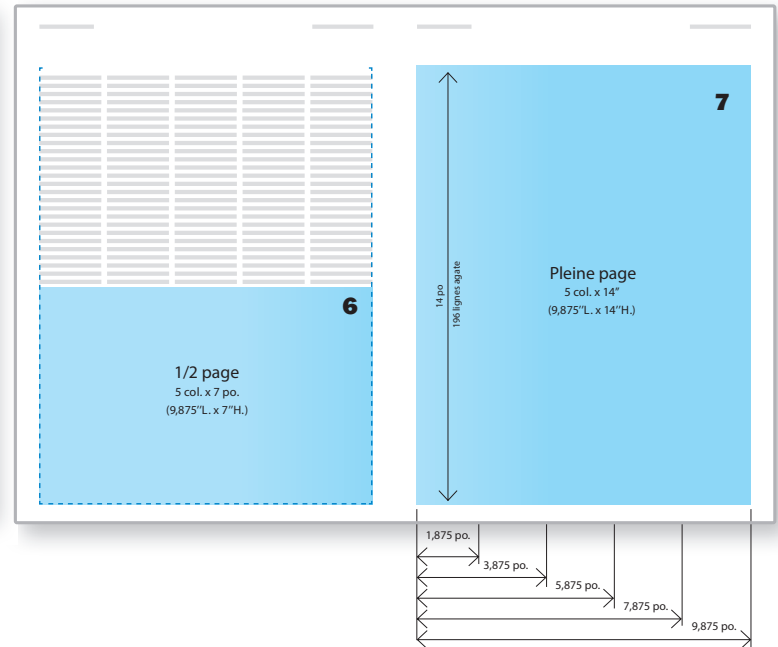 6
1/2 page
5 col. x 7 po.
(9,875’’L. x 7’’H.)
7
14 po
196 lignes agate
Pleine page
5 col. x 14”
(9,875’’L. x 14’’H.)
1,875 po.
3,875 po.
5,875 po.
7,875 po.
9,875 po.